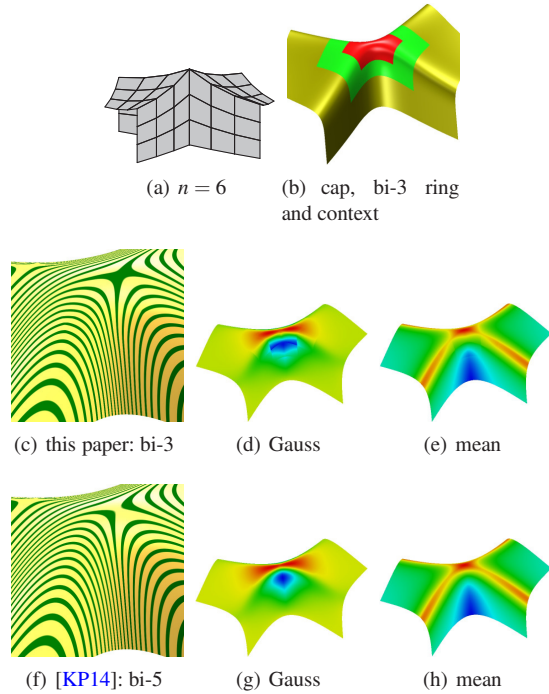 (a) n = 6
(b) cap, bi-3 ring
and context
(c) this paper: bi-3
(d) Gauss
(e) mean
(f) [KP14]: bi-5
(g) Gauss
(h) mean